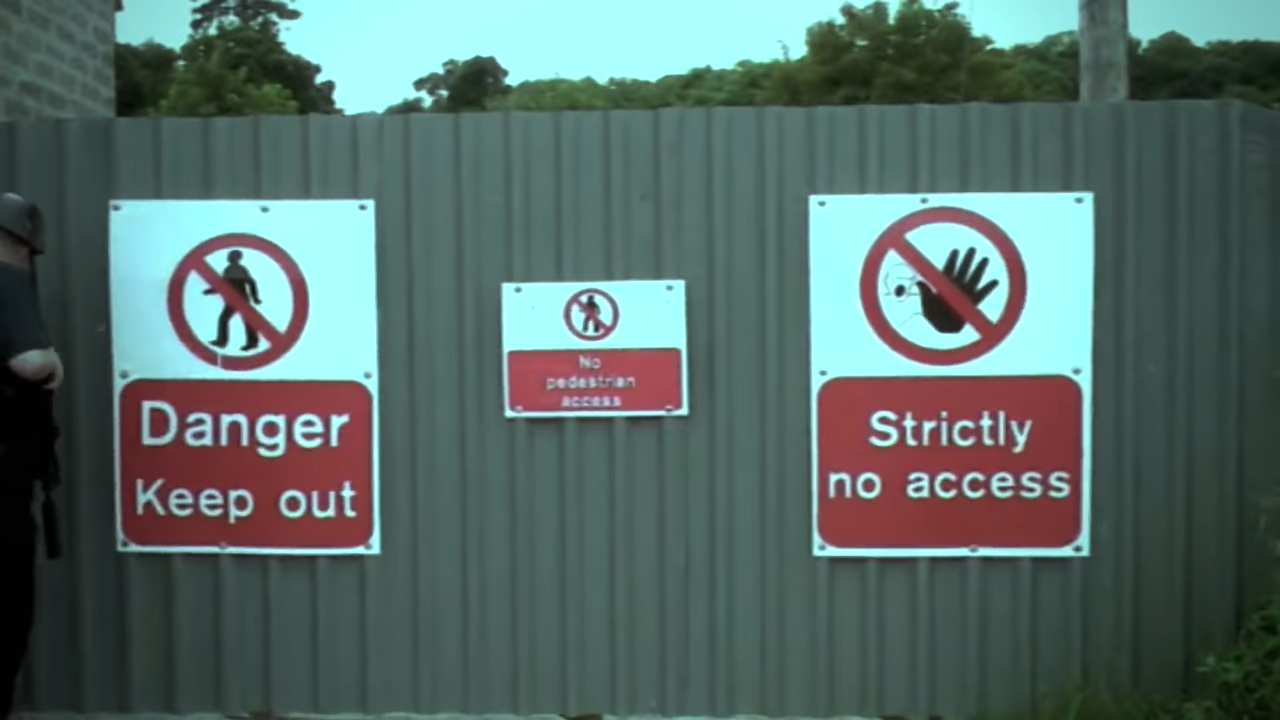 Danger
Keep out
No
pedestrian
access
Strictly
no access